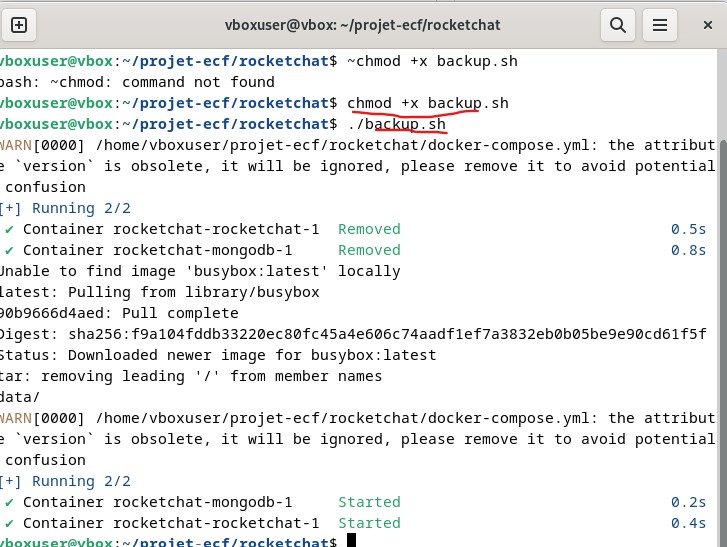 vboxuser@vbox: ~/projet-ecf/rocketchat
vboxuser@vbox:~/projet-ecf/rocketchat$ ~chmod +x backup.sh
bash: ~chmod: command not found
vboxuser@vbox:~/projet-ecf/rocketchat$ chmod +x backup.sh
vboxuser@vbox:~/projet-ecf/rocketchat$ ./backup.sh
WARN[0000] /home/vboxuser/projet-ecf/rocketchat/docker-compose.yml: the attribut
e `version` is obsolete, it will be ignored, please remove it to avoid potential
confusion
[+] Running 2/2
✔ Container rocketchat-rocketchat-1 Removed 0.5s
✔ Container rocketchat-mongodb-1 Removed 0.8s
Unable to find image 'busybox:latest' locally
latest: Pulling from library/busybox
90b9666d4aed: Pull complete
Digest: sha256:f9a104fddb33220ec80fc45a4e606c74aadf1ef7a3832eb0b05be9e90cd61f5f
Status: Downloaded newer image for busybox:latest
tar: removing leading '/' from member names
data/
WARN[0000] /home/vboxuser/projet-ecf/rocketchat/docker-compose.yml: the attribut
e `version` is obsolete, it will be ignored, please remove it to avoid potential
confusion
[+] Running 2/2
✔ Container rocketchat-mongodb-1 Started 0.2s
✔ Container rocketchat-rocketchat-1 Started 0.4s
vboxuser@vbox:~/projet-ecf/rocketchat$